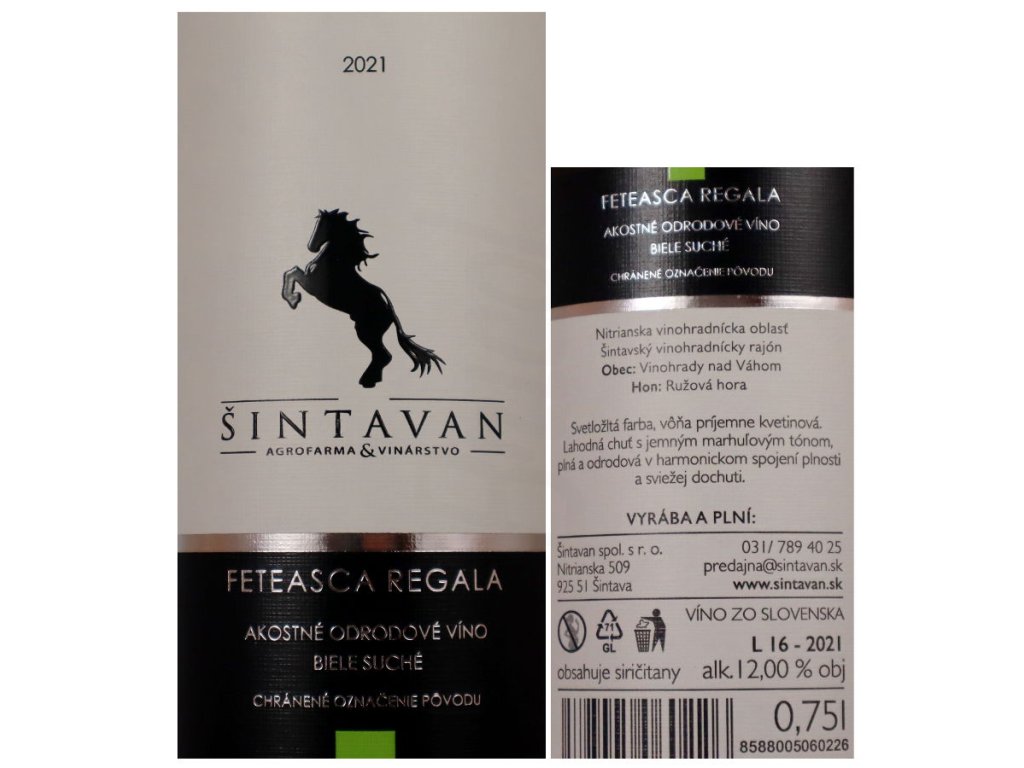 2021
ŠINTAVAN
AGROFARMA & VINÁRSTVO
FETEASCA REGALA
AKOSTNÉ ODRODOVÉ VÍNO
BIELE SUCHÉ
CHRÁNENÉ OZNAČENIE PÔVODU
FETEASCA REGALA
AKOSTNÉ ODRODOVÉ VÍNO
BIELE SUCHÉ
CHRÁNENÉ OZNAČENIE PÔVODU
Nitrianska vinohradnícka oblasť
Šintavský vinohradnícky rajón
Obec: Vinohrady nad Váhom
Hon: Ružová hora
Svetložltá farba, vôňa príjemne kvetinová.
Lahodná chuť s jemným marhuľovým tónom,
plná a odrodová v harmonickom spojení plnosti
a sviežej dochuti.
VYRÁBA A PLNÍ:
Šintavan spol. s r. o. 031/ 789 40 25
Nitrianska 509 predajna@sintavan.sk
925 51 Šintava www.sintavan.sk
VÍNO ZO SLOVENSKA
71
GL
L 16 - 2021
obsahuje siričitany alk.12,00 % obj
0,75l
8588005060226